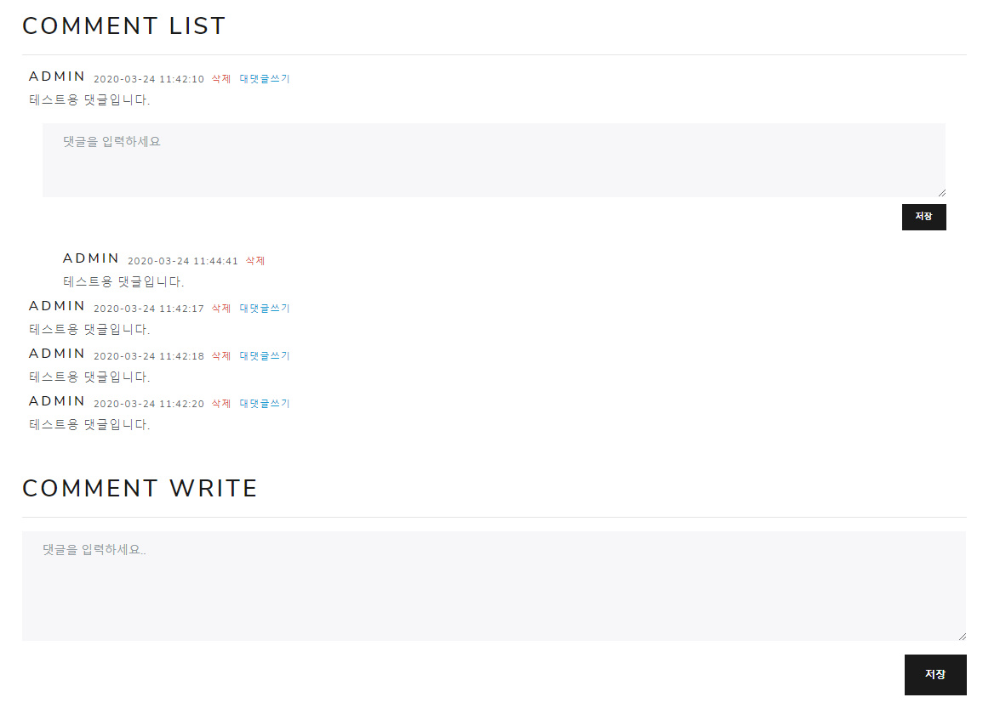 COMMENT LIST
ADMIN 2020-03-24 11:42:10 삭제 대댓글쓰기
테스트용 댓글입니다.
댓글을 입력하세요
저장
ADMIN 2020-03-24 11:44:41 삭제
테스트용 댓글입니다.
ADMIN 2020-03-24 11:42:17 삭제 대댓글쓰기
테스트용 댓글입니다.
ADMIN 2020-03-24 11:42:18 삭제 대댓글쓰기
테스트용 댓글입니다.
ADMIN 2020-03-24 11:42:20 삭제 대댓글쓰기
테스트용 댓글입니다.
COMMENT WRITE
댓글을 입력하세요..
저장